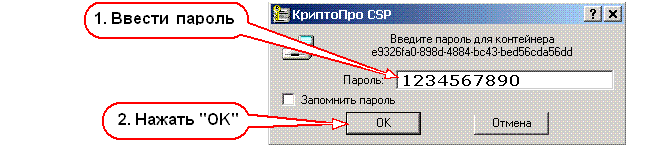 КриптоПро CSP
1. Ввести пароль
Введите пароль для контейнера
e9326fa0-898d-4884-bc43-bed56cda56dd
Пароль: 1234567890
Запомнить пароль
2. Нажать "OK"
OK
Отмена